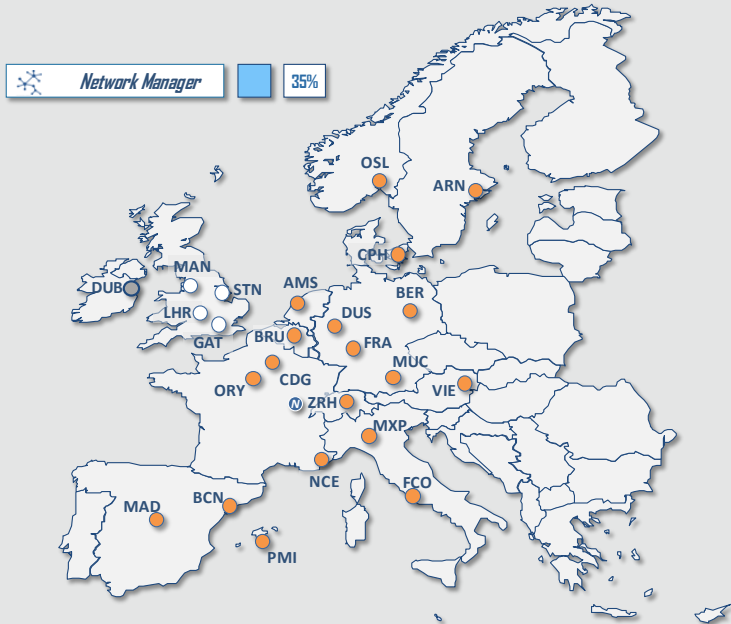 Network Manager 35%
OSL
ARN
CPH
MAN
DUB
STN
AMS
BER
LHR
DUS
GAT
BRU
FRA
MUC
CDG
ORY
VIE
N
ZRH
MXP
NCE
FCO
BCN
MAD
PMI